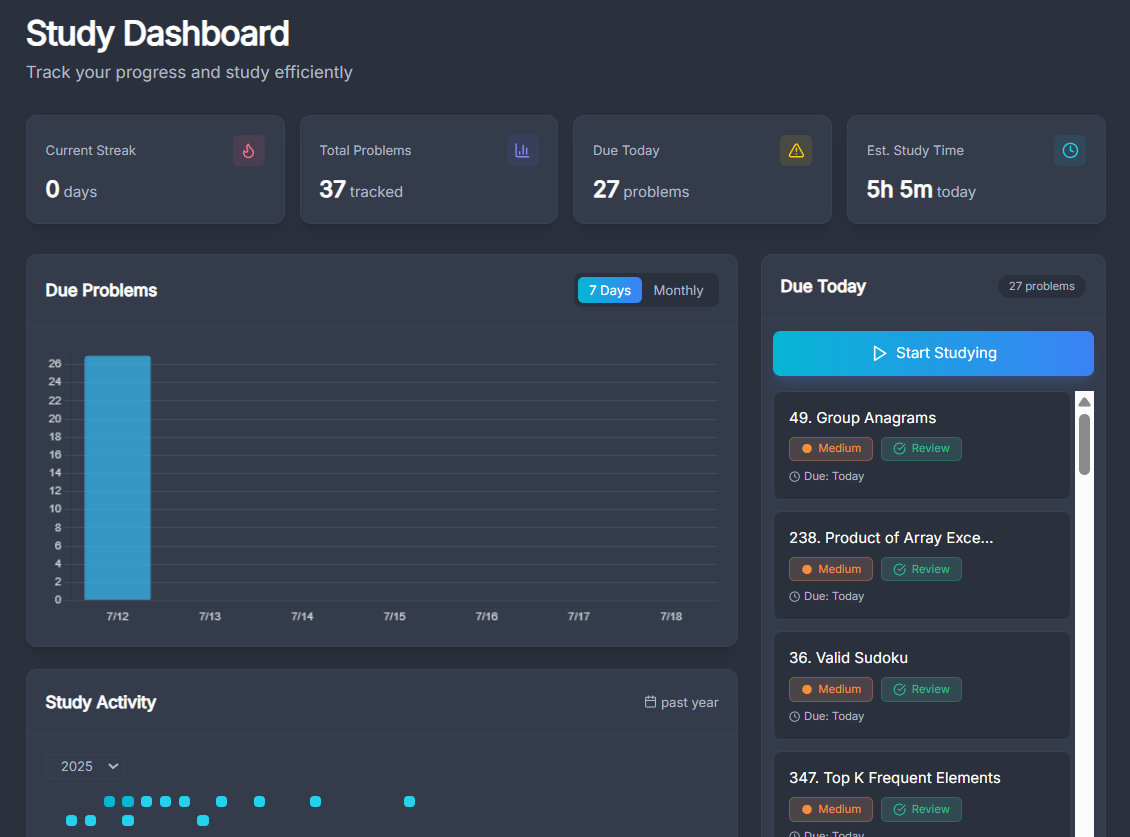 Study Dashboard
Track your progress and study efficiently
Current Streak
0 days
Total Problems
37 tracked
Due Today
27 problems
Est. Study Time
5h 5m today
Due Problems
7 Days
Monthly
26
24
22
20
18
16
14
12
10
8
6
4
2
0
7/12
7/13
7/14
7/15
7/16
7/17
7/18
Study Activity
past year
2025
Due Today
27 problems
Start Studying
49. Group Anagrams
Medium
Review
Due: Today
238. Product of Array Exce...
Medium
Review
Due: Today
36. Valid Sudoku
Medium
Review
Due: Today
347. Top K Frequent Elements
Medium
Review
Due: Today